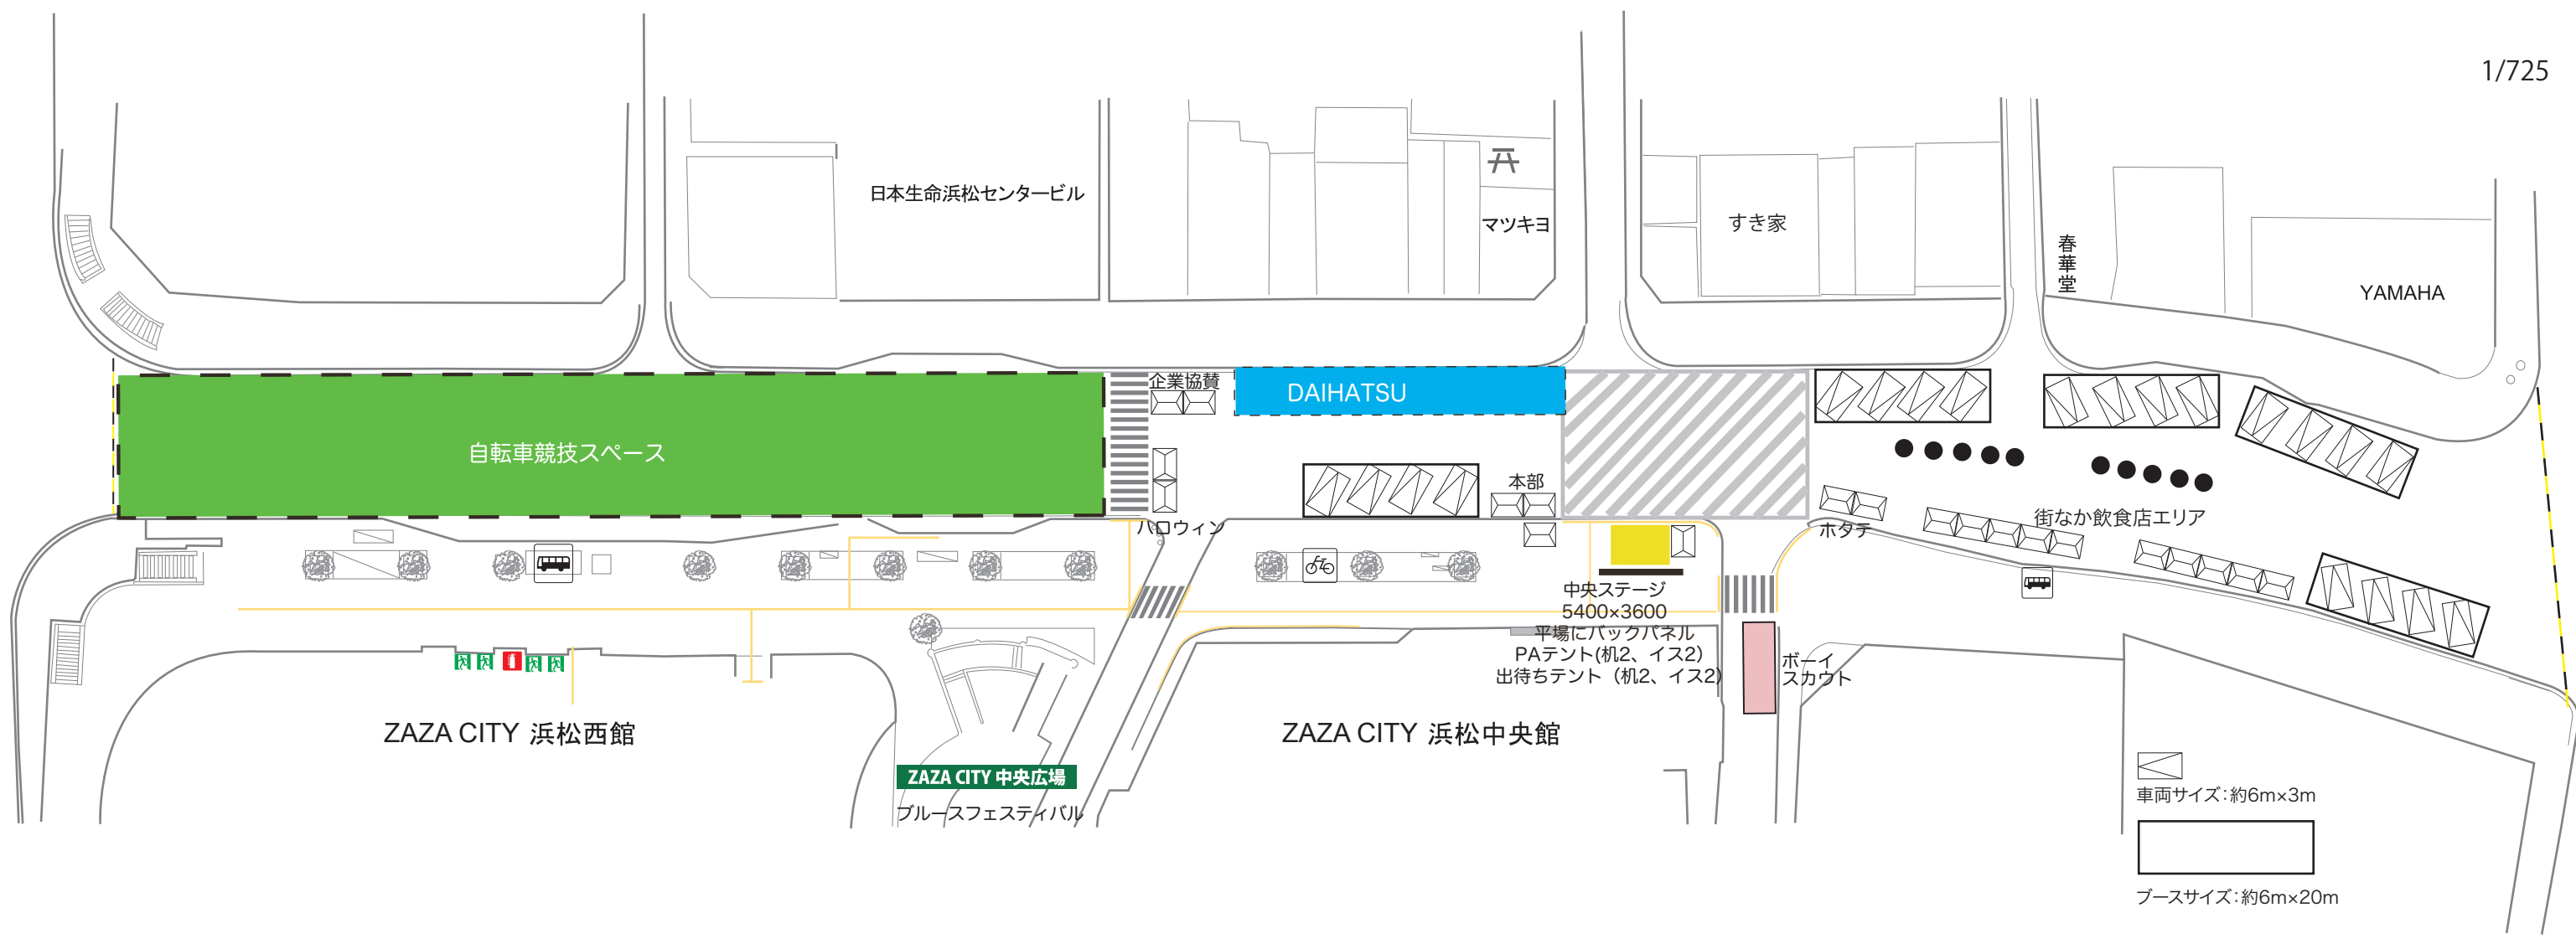 1/725
日本生命浜松センタービル
マツキヨ
すき家
春華堂
YAMAHA
企業協賛
DAIHATSU
自転車競技スペース
本部
ハロウィン
ホタテ
街なか飲食店エリア
中央ステージ
5400×3600
平場にバックパネル
PAテント(机2、イス2)
出待ちテント（机2、イス2)
ボーイ
スカウト
ZAZA CITY 浜松西館
ZAZA CITY 浜松中央館
ZAZA CITY 中央広場
ブルースフェスティバル
車両サイズ：約6m×3m
ブースサイズ：約6m×20m